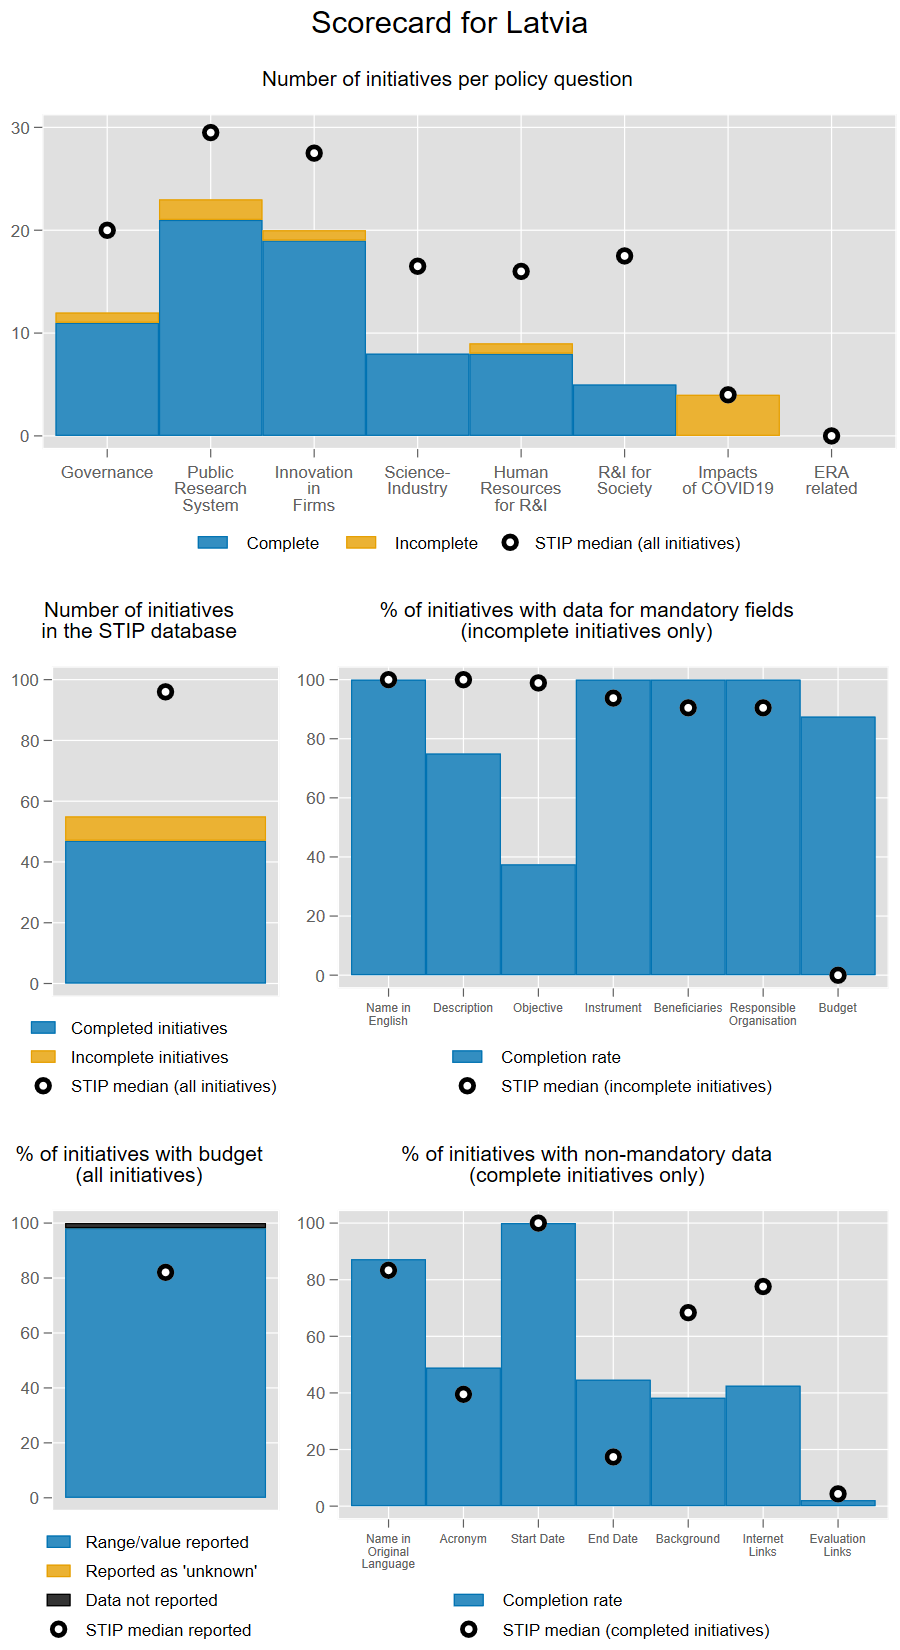 Scorecard for Latvia
Number of initiatives per policy question
30
20
10
0
Governance
Public
Research
System
Innovation
in
Firms
Science-
Industry
Human
Resources
for R&I
R&I for
Society
Impacts
of COVID19
ERA
related
Complete
Incomplete
STIP median (all initiatives)
Number of initiatives
in the STIP database
100
80
60
40
20
0
Completed initiatives
Incomplete initiatives
STIP median (all initiatives)
% of initiatives with data for mandatory fields
(incomplete initiatives only)
100
80
60
40
20
0
Name in
English
Description
Objective
Instrument
Beneficiaries
Responsible
Organisation
Budget
Completion rate
STIP median (incomplete initiatives)
% of initiatives with budget
(all initiatives)
100
80
60
40
20
0
Range/value reported
Reported as 'unknown'
Data not reported
STIP median reported
% of initiatives with non-mandatory data
(complete initiatives only)
100
80
60
40
20
0
Name in
Original
Language
Acronym
Start Date
End Date
Background
Internet
Links
Evaluation
Links
Completion rate
STIP median (completed initiatives)